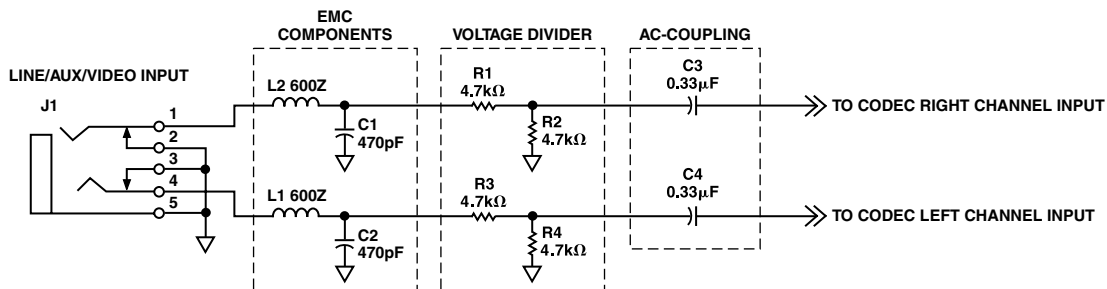 EMC
COMPONENTS
VOLTAGE DIVIDER
AC-COUPLING
LINE/AUX/VIDEO INPUT
J1
1
2
3
4
5
L2 600Z
C1
470pF
R1
4.7kΩ
R2
4.7kΩ
C3
0.33μF
TO CODEC RIGHT CHANNEL INPUT
L1 600Z
C2
470pF
R3
4.7kΩ
R4
4.7kΩ
C4
0.33μF
TO CODEC LEFT CHANNEL INPUT